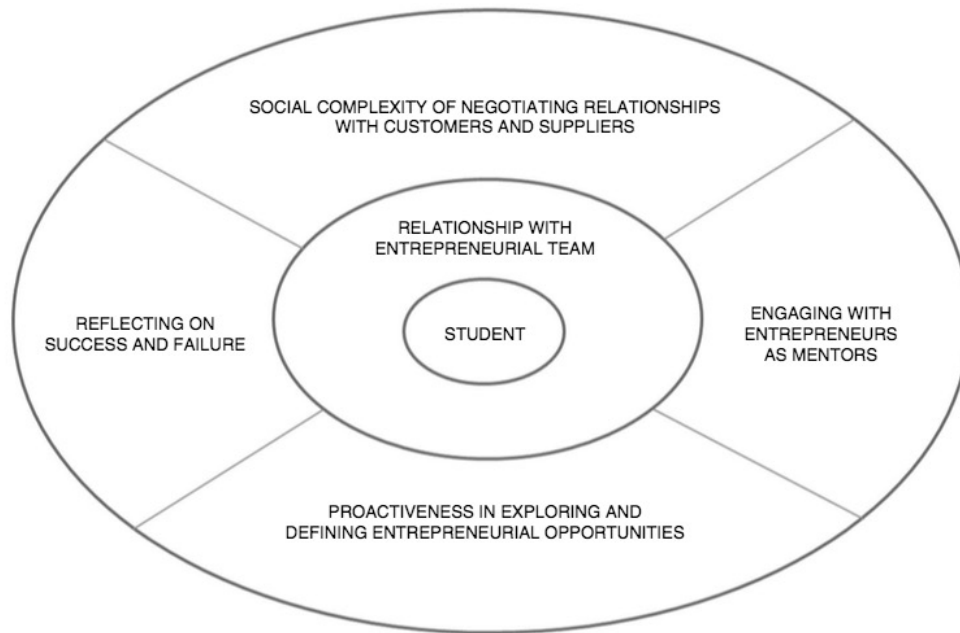 SOCIAL COMPLEXITY OF NEGOTIATING RELATIONSHIPS
WITH CUSTOMERS AND SUPPLIERS
RELATIONSHIP WITH
ENTREPRENEURIAL TEAM
STUDENT
REFLECTING ON
SUCCESS AND FAILURE
ENGAGING WITH
ENTREPRENEURS
AS MENTORS
PROACTIVENESS IN EXPLORING AND
DEFINING ENTREPRENEURIAL OPPORTUNITIES